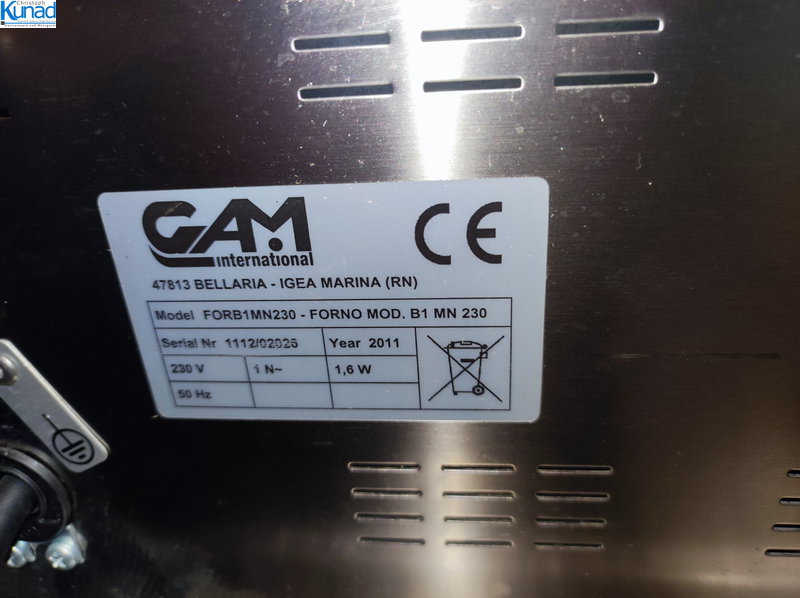 Christoph
Kunad
GAM
international
CE
47813 BELLARIA - IGEA MARINA (RN)
Model FORB1MN230 - FORNO MOD. B1 MN 230
Serial Nr 1112/02026 Year 2011
230 V 1 N~ 1,6 W
50 Hz